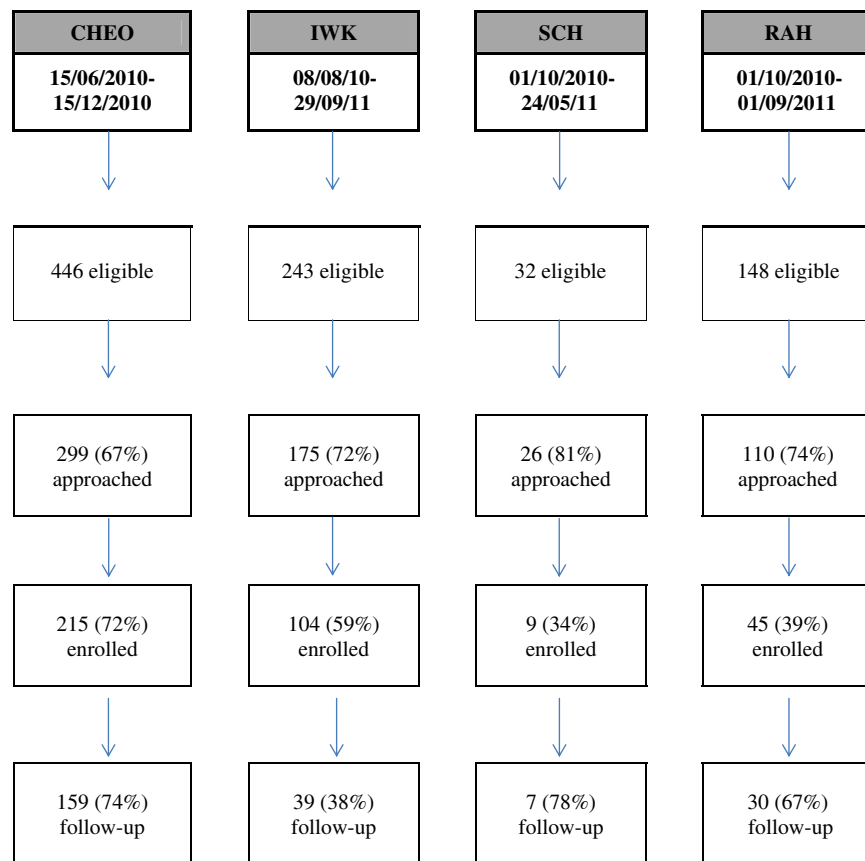 CHEO
15/06/2010-
15/12/2010
446 eligible
299 (67%)
approached
215 (72%)
enrolled
159 (74%)
follow-up
IWK
08/08/10-
29/09/11
243 eligible
175 (72%)
approached
104 (59%)
enrolled
39 (38%)
follow-up
SCH
01/10/2010-
24/05/11
32 eligible
26 (81%)
approached
9 (34%)
enrolled
7 (78%)
follow-up
RAH
01/10/2010-
01/09/2011
148 eligible
110 (74%)
approached
45 (39%)
enrolled
30 (67%)
follow-up